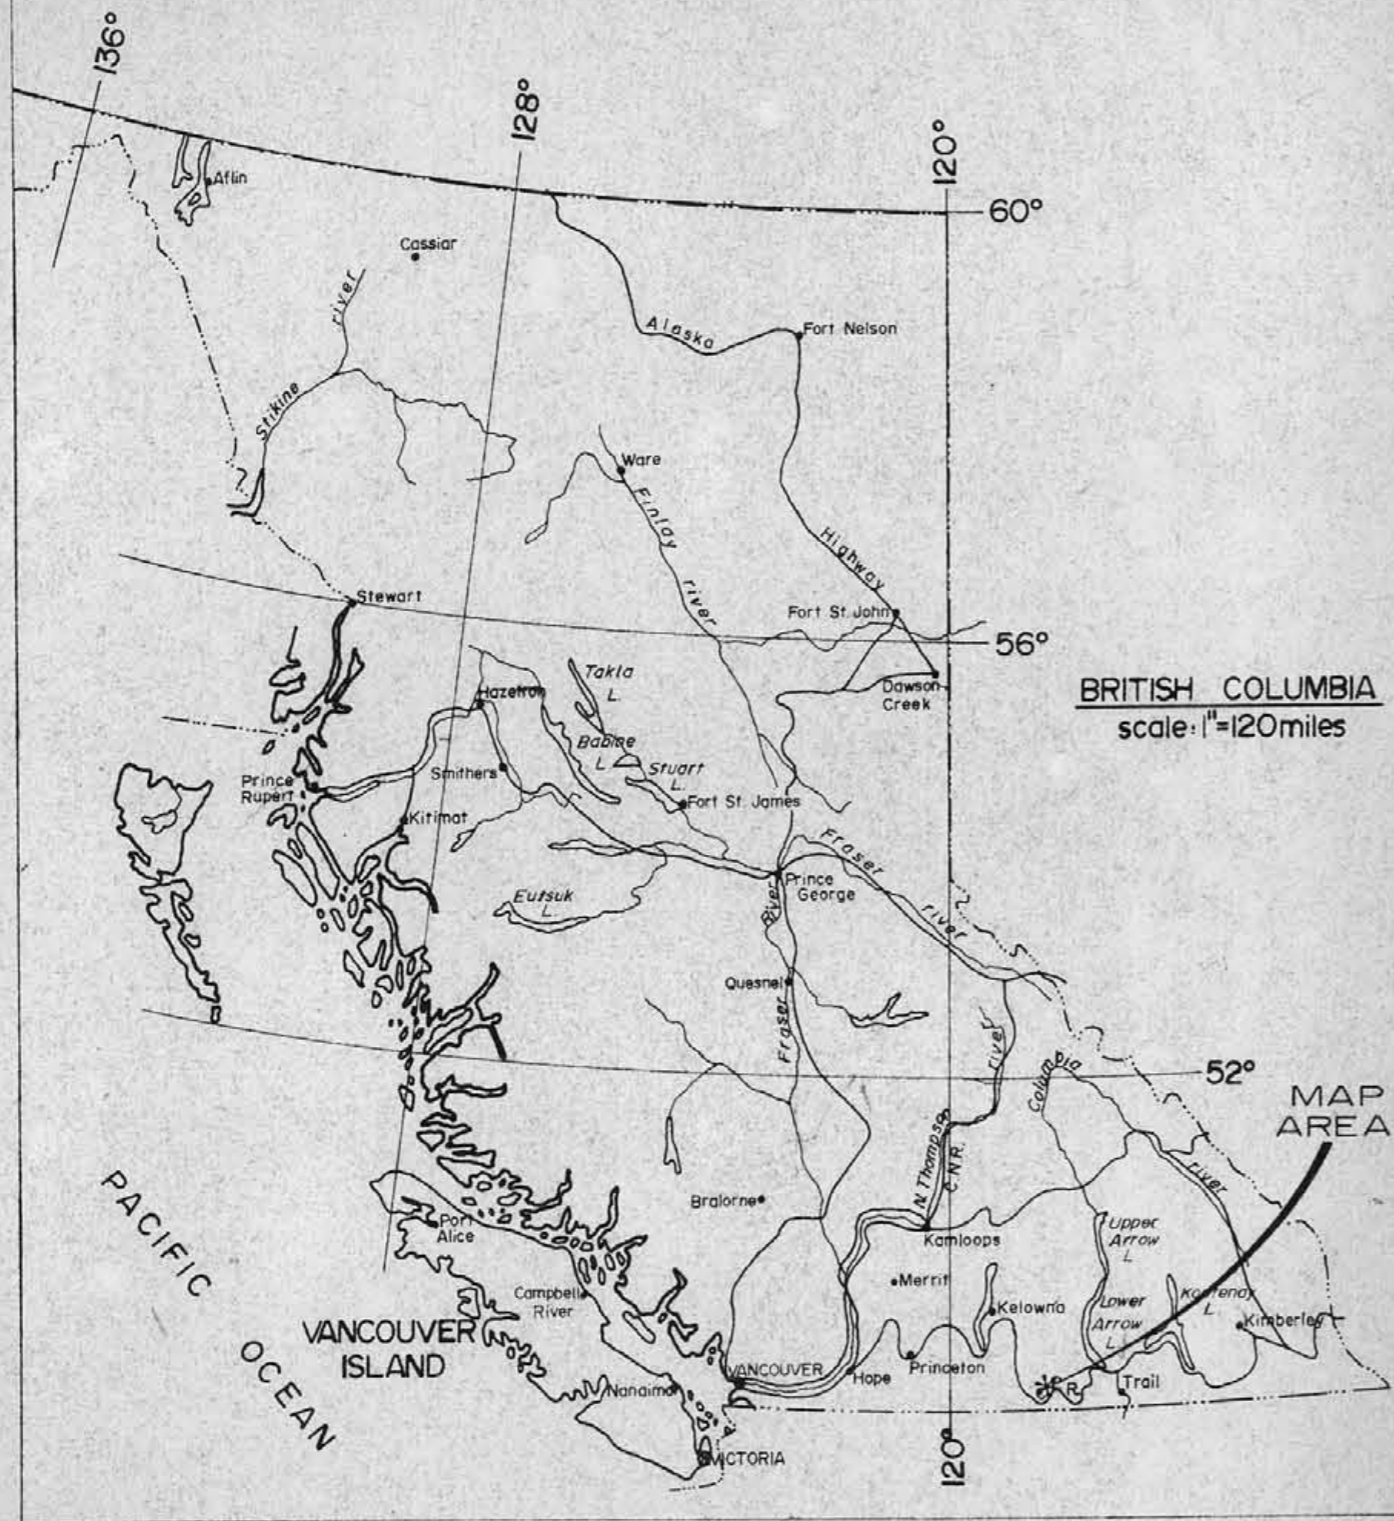 136°
128°
120°
60°
Atlin
Cassiar
Stikine river
Alaska
Fort Nelson
Ware
Finlay river
Highway
Fort St. John
Stewart
56°
Dawson
Creek
BRITISH COLUMBIA
scale: 1"=120miles
Takla
L.
Hazelton
Babine
L.
Stuart
L.
Smithers
Prince
Rupert
Kitimat
Fort St. James
Fraser river
Prince
George
River
Eutsuk
L.
Quesnel
Fraser
river
Columbia
52°
MAP
AREA
N Thompson
C.N.R.
river
Bralorne
Port
Alice
Kamloops
Upper
Arrow
L.
PACIFIC
OCEAN
Merrit
Campbell
River
Kelowna
Lower
Arrow
L.
Kootenay
L.
Kimberley
VANCOUVER
ISLAND
VANCOUVER
Hope
Princeton
Trail
Nanaimo
VICTORIA
120°